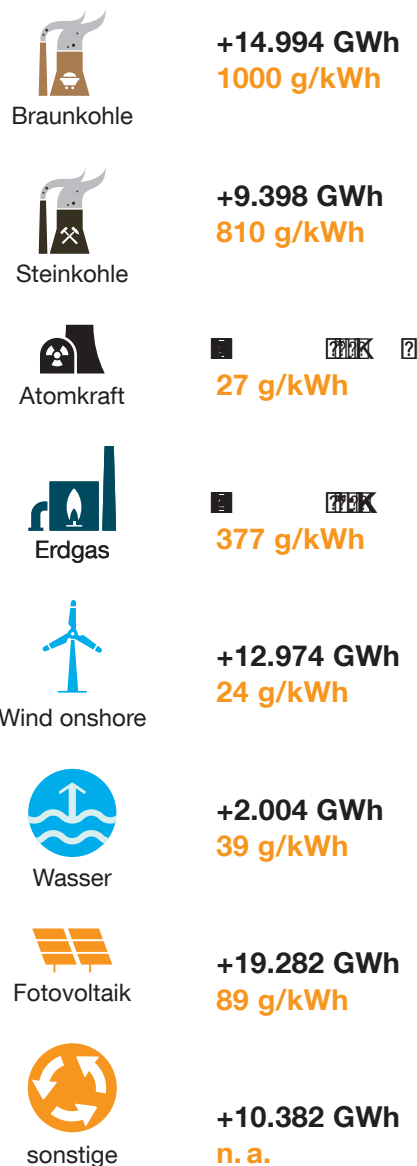 +14.994 GWh
1000 g/kWh
Braunkohle
+9.398 GWh
810 g/kWh
Steinkohle
27 g/kWh
Atomkraft
377 g/kWh
Erdgas
+12.974 GWh
24 g/kWh
Wind onshore
+2.004 GWh
39 g/kWh
Wasser
+19.282 GWh
89 g/kWh
Fotovoltaik
+10.382 GWh
n. a.
sonstige